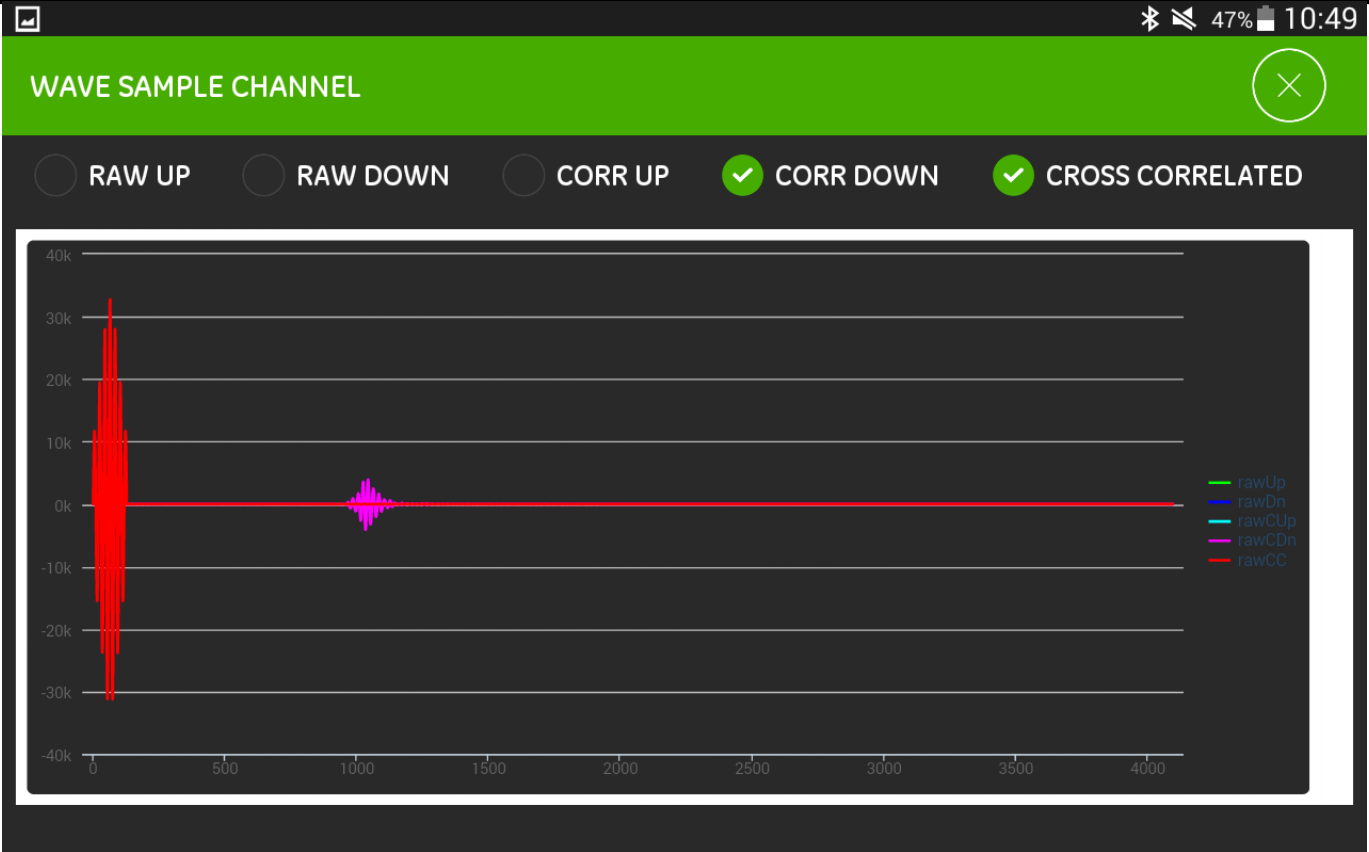 47% 10:49
WAVE SAMPLE CHANNEL
RAW UP RAW DOWN CORR UP CORR DOWN CROSS CORRELATED
40k
30k
20k
10k
0k
-10k
-20k
-30k
-40k
0 500 1000 1500 2000 2500 3000 3500 4000
rawUp
rawDn
rawCUp
rawCDn
rawCC